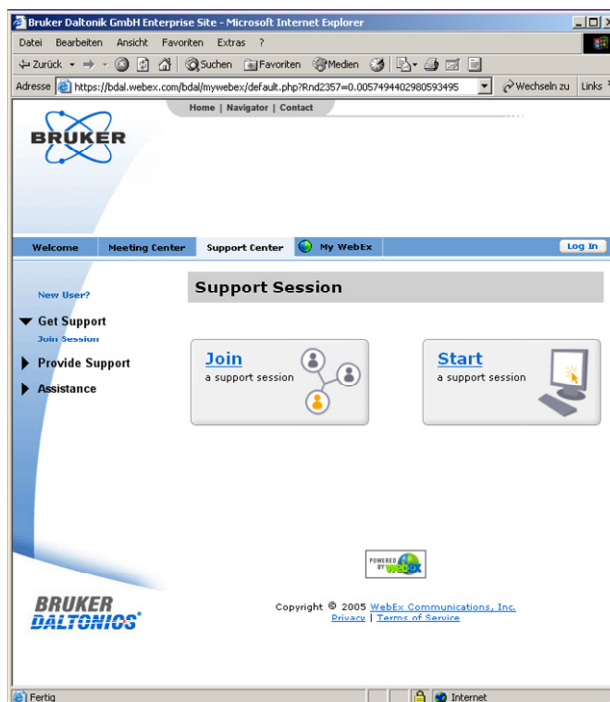 Bruker Daltonik GmbH Enterprise Site - Microsoft Internet Explorer
Datei Bearbeiten Ansicht Favoriten Extras ?
Zurück Suchen Favoriten Medien
Adresse https://bdal.webex.com/bdal/mywebex/default.php?Rnd2357=0.0057494402980593495 Wechseln zu Links
Home | Navigator | Contact
BRUKER
Welcome Meeting Center Support Center My WebEx Log In
New User?
Support Session
Get Support
Join Session
Provide Support
Assistance
Join
a support session
Start
a support session
POWERED
BY webex
BRUKER
DALTONICS
Copyright © 2005 WebEx Communications, Inc.
Privacy | Terms of Service
Fertig Internet